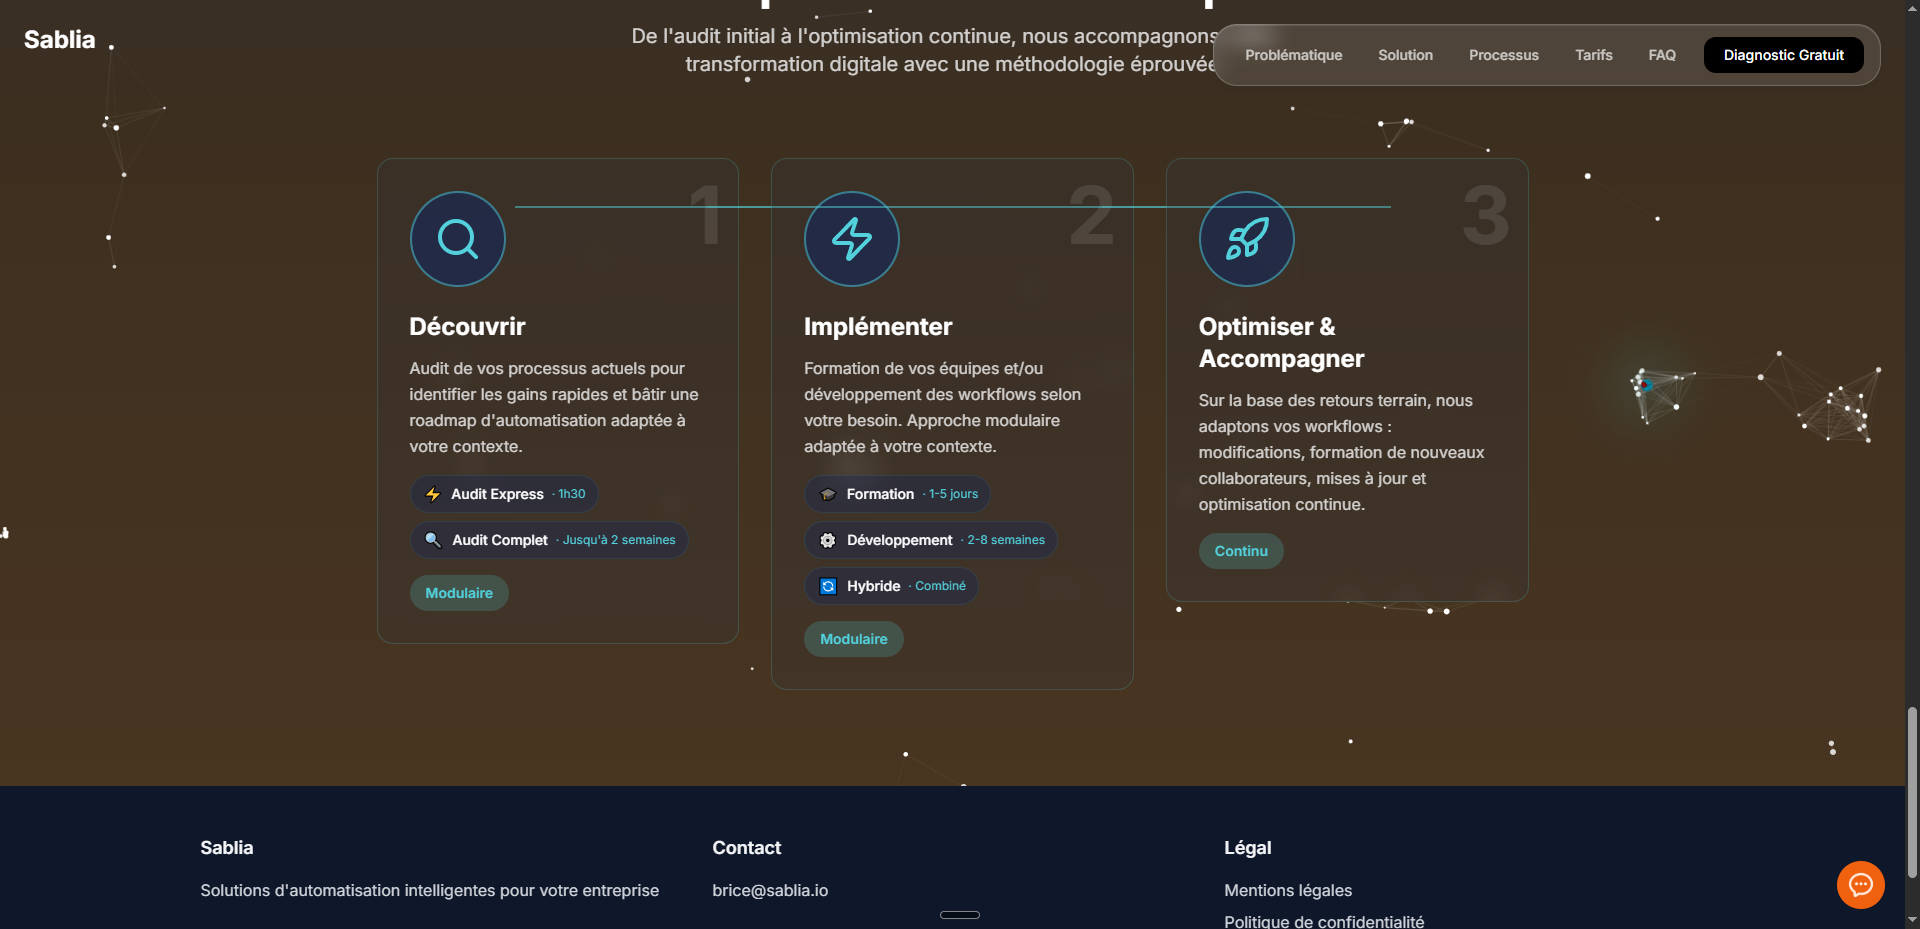 Sablia
De l'audit initial à l'optimisation continue, nous accompagnons
transformation digitale avec une méthodologie éprouvée
Problématique
Solution
Processus
Tarifs
FAQ
Diagnostic Gratuit
1
Découvrir
Audit de vos processus actuels pour
identifier les gains rapides et bâtir une
roadmap d'automatisation adaptée à
votre contexte.
Audit Express · 1h30
Audit Complet · Jusqu'à 2 semaines
Modulaire
2
Implémenter
Formation de vos équipes et/ou
développement des workflows selon
votre besoin. Approche modulaire
adaptée à votre contexte.
Formation · 1-5 jours
Développement · 2-8 semaines
Hybride · Combiné
Modulaire
3
Optimiser &
Accompagner
Sur la base des retours terrain, nous
adaptons vos workflows :
modifications, formation de nouveaux
collaborateurs, mises à jour et
optimisation continue.
Continu
Sablia
Solutions d'automatisation intelligentes pour votre entreprise
Contact
brice@sablia.io
Légal
Mentions légales
Politique de confidentialité